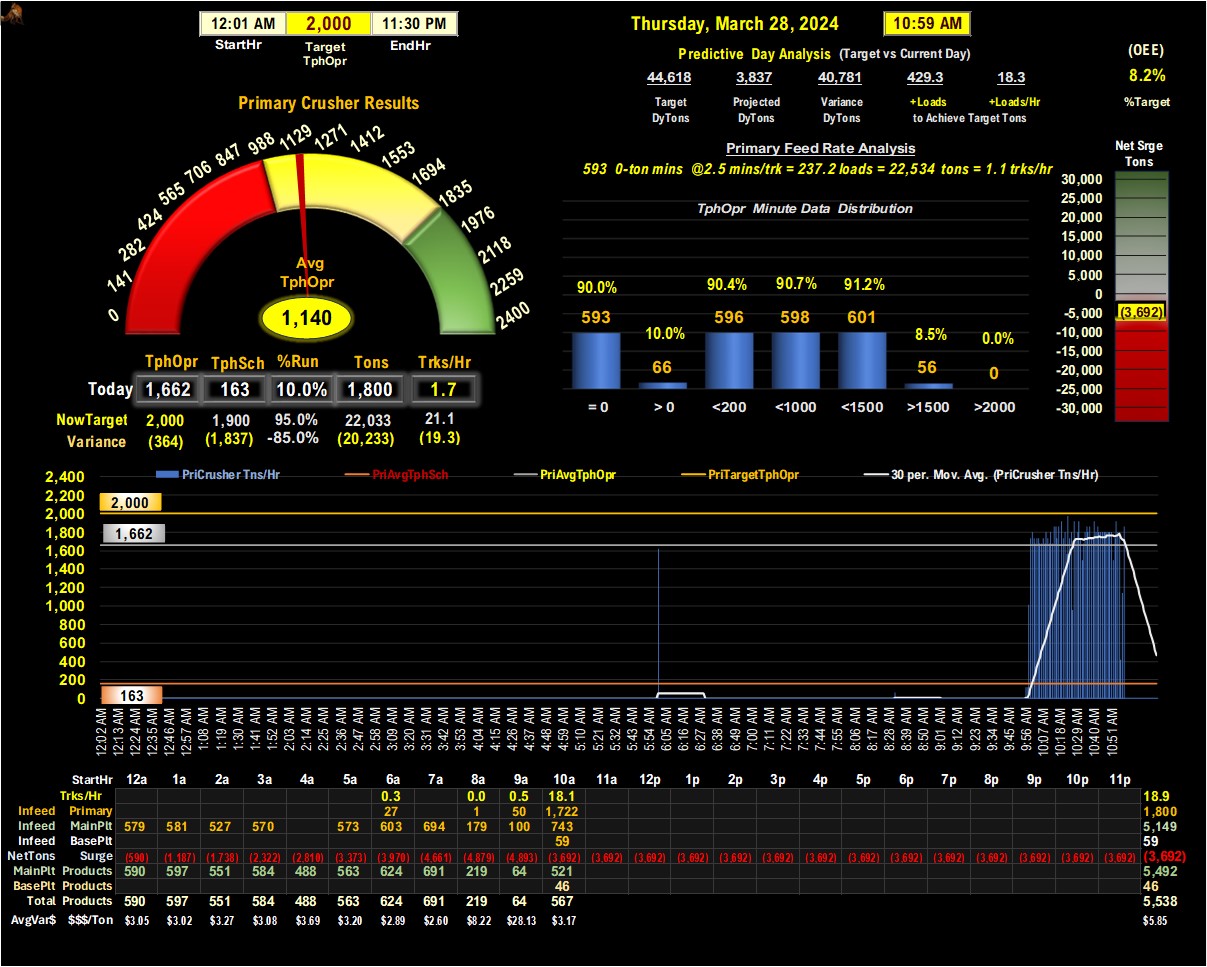 12:01 AM 2,000 11:30 PM
StartHr Target TphOpr EndHr
Thursday, March 28, 2024 10:59 AM
Predictive Day Analysis (Target vs Current Day)
44,618 3,837 40,781 429.3 18.3
Target Projected Variance +Loads +Loads/Hr
DyTons DyTons DyTons to Achieve Target Tons
(OEE)
8.2%
%Target
Primary Crusher Results
0 141 282 424 565 706 847 988 1129 1271 1412 1553 1694 1835 1976 2118 2259 2400
Avg
TphOpr
1,140
TphOpr TphSch %Run Tons Trks/Hr
Today 1,662 163 10.0% 1,800 1.7
NowTarget 2,000 1,900 95.0% 22,033 21.1
Variance (364) (1,837) -85.0% (20,233) (19.3)
Primary Feed Rate Analysis
593 0-ton mins @2.5 mins/trk = 237.2 loads = 22,534 tons = 1.1 trks/hr
TphOpr Minute Data Distribution
90.0% 10.0% 90.4% 90.7% 91.2% 8.5% 0.0%
593 66 596 598 601 56 0
= 0 > 0 <200 <1000 <1500 >1500 >2000
Net Srge
Tons
30,000
25,000
20,000
15,000
10,000
5,000
0
-5,000
(3,692)
-10,000
-15,000
-20,000
-25,000
-30,000
PriCrusher Tns/Hr PriAvgTphSch PriAvgTphOpr PriTargetTphOpr 30 per. Mov. Avg. (PriCrusher Tns/Hr)
2,400
2,200
2,000
1,800
1,600
1,400
1,200
1,000
800
600
400
200
0
2,000
1,662
163
12:02 AM 12:13 AM 12:24 AM 12:35 AM 12:46 AM 12:57 AM 1:08 AM 1:19 AM 1:30 AM 1:41 AM 1:52 AM 2:03 AM 2:14 AM 2:25 AM 2:36 AM 2:47 AM 2:58 AM 3:09 AM 3:20 AM 3:31 AM 3:42 AM 3:53 AM 4:04 AM 4:15 AM 4:26 AM 4:37 AM 4:48 AM 4:59 AM 5:10 AM 5:21 AM 5:32 AM 5:43 AM 5:54 AM 6:05 AM 6:16 AM 6:27 AM 6:38 AM 6:49 AM 7:00 AM 7:11 AM 7:22 AM 7:33 AM 7:44 AM 7:55 AM 8:06 AM 8:17 AM 8:28 AM 8:39 AM 8:50 AM 9:01 AM 9:12 AM 9:23 AM 9:34 AM 9:45 AM 9:56 AM 10:07 AM 10:18 AM 10:29 AM 10:40 AM 10:51 AM
StartHr 12a 1a 2a 3a 4a 5a 6a 7a 8a 9a 10a 11a 12p 1p 2p 3p 4p 5p 6p 7p 8p 9p 10p 11p
Trks/Hr 0.3 0.0 0.5 18.1 18.9
Infeed Primary 27 1 50 1,722 1,800
Infeed MainPlt 579 581 527 570 573 603 694 179 100 743 5,149
Infeed BasePlt 59 59
NetTons Surge (590) (1,187) (1,738) (2,322) (2,810) (3,373) (3,970) (4,661) (4,879) (4,893) (3,692) (3,692) (3,692) (3,692) (3,692) (3,692) (3,692) (3,692) (3,692) (3,692) (3,692) (3,692) (3,692) (3,692) (3,692)
MainPlt Products 590 597 551 584 488 563 624 691 219 64 521 5,492
BasePlt Products 46 46
Total Products 590 597 551 584 488 563 624 691 219 64 567 5,538
AvgVar$ $$$/Ton $3.05 $3.02 $3.27 $3.08 $3.69 $3.20 $2.89 $2.60 $8.22 $28.13 $3.17 $5.85